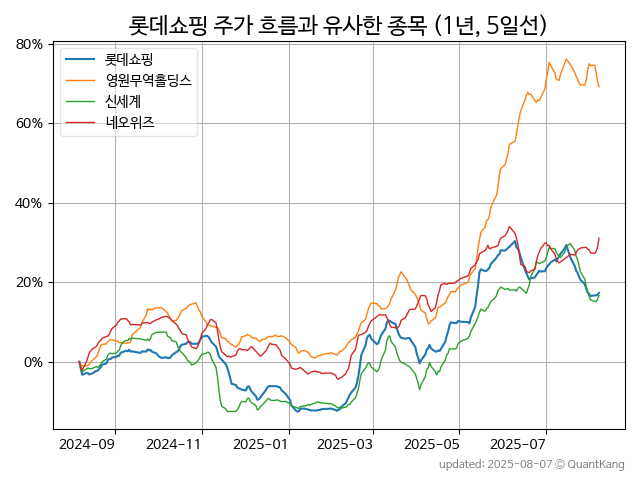 롯데쇼핑 주가 흐름과 유사한 종목 (1년, 5일선)
롯데쇼핑
영원무역홀딩스
신세계
네오위즈
80%
60%
40%
20%
0%
2024-09
2024-11
2025-01
2025-03
2025-05
2025-07
updated: 2025-08-07 © QuantKang